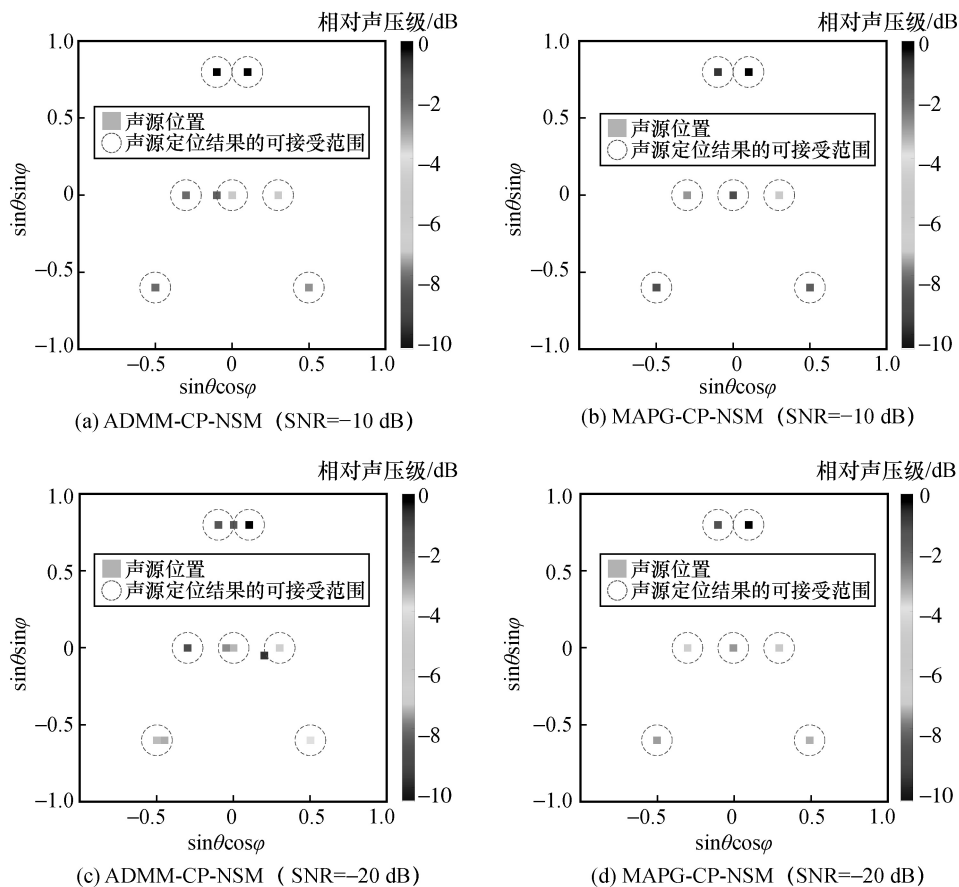 相对声压级/dB
1.0
0.5
0
−0.5
−1.0
sinθsinφ
声源位置
声源定位结果的可接受范围
−0.5
0
0.5
1.0
sinθcosφ
0
−2
−4
−6
−8
−10
(a) ADMM-CP-NSM（SNR=−10 dB）
相对声压级/dB
1.0
0.5
0
−0.5
−1.0
sinθsinφ
声源位置
声源定位结果的可接受范围
−0.5
0
0.5
1.0
sinθcosφ
0
−2
−4
−6
−8
−10
(b) MAPG-CP-NSM（SNR=−10 dB）
相对声压级/dB
1.0
0.5
0
−0.5
−1.0
sinθsinφ
声源位置
声源定位结果的可接受范围
−0.5
0
0.5
1.0
sinθcosφ
0
−2
−4
−6
−8
−10
(c) ADMM-CP-NSM（ SNR=−20 dB）
相对声压级/dB
1.0
0.5
0
−0.5
−1.0
sinθsinφ
声源位置
声源定位结果的可接受范围
−0.5
0
0.5
1.0
sinθcosφ
0
−2
−4
−6
−8
−10
(d) MAPG-CP-NSM（SNR=−20 dB）